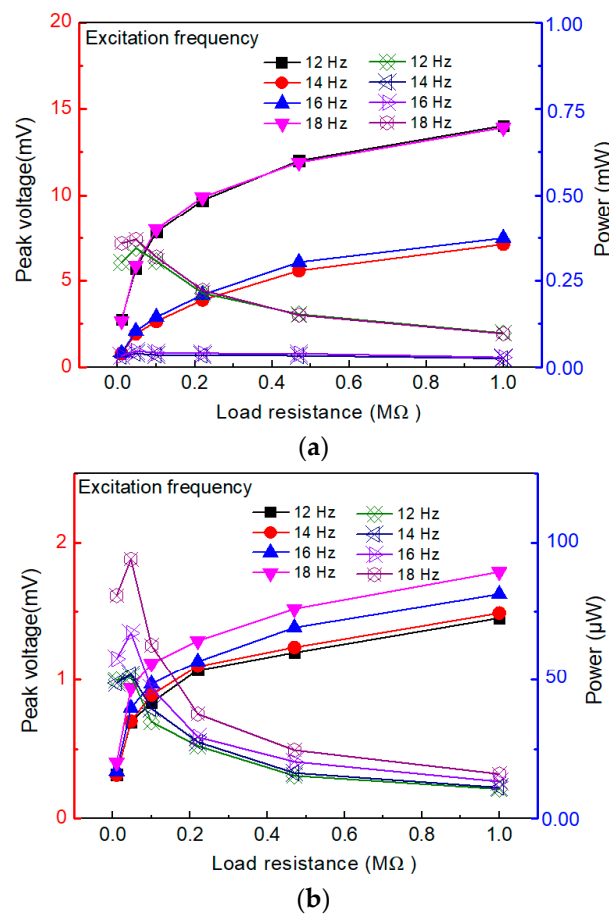 Excitation frequency
12 Hz
14 Hz
16 Hz
18 Hz
12 Hz
14 Hz
16 Hz
18 Hz
20
15
10
5
0
Peak voltage(mV)
1.00
0.75
0.50
0.25
0.00
Power (mW)
0.0 0.2 0.4 0.6 0.8 1.0
Load resistance (MΩ )
(a)
Excitation frequency
12 Hz
14 Hz
16 Hz
18 Hz
12 Hz
14 Hz
16 Hz
18 Hz
2
1
0
Peak voltage(mV)
100
50
0.00
Power (µW)
0.0 0.2 0.4 0.6 0.8 1.0
Load resistance (MΩ )
(b)